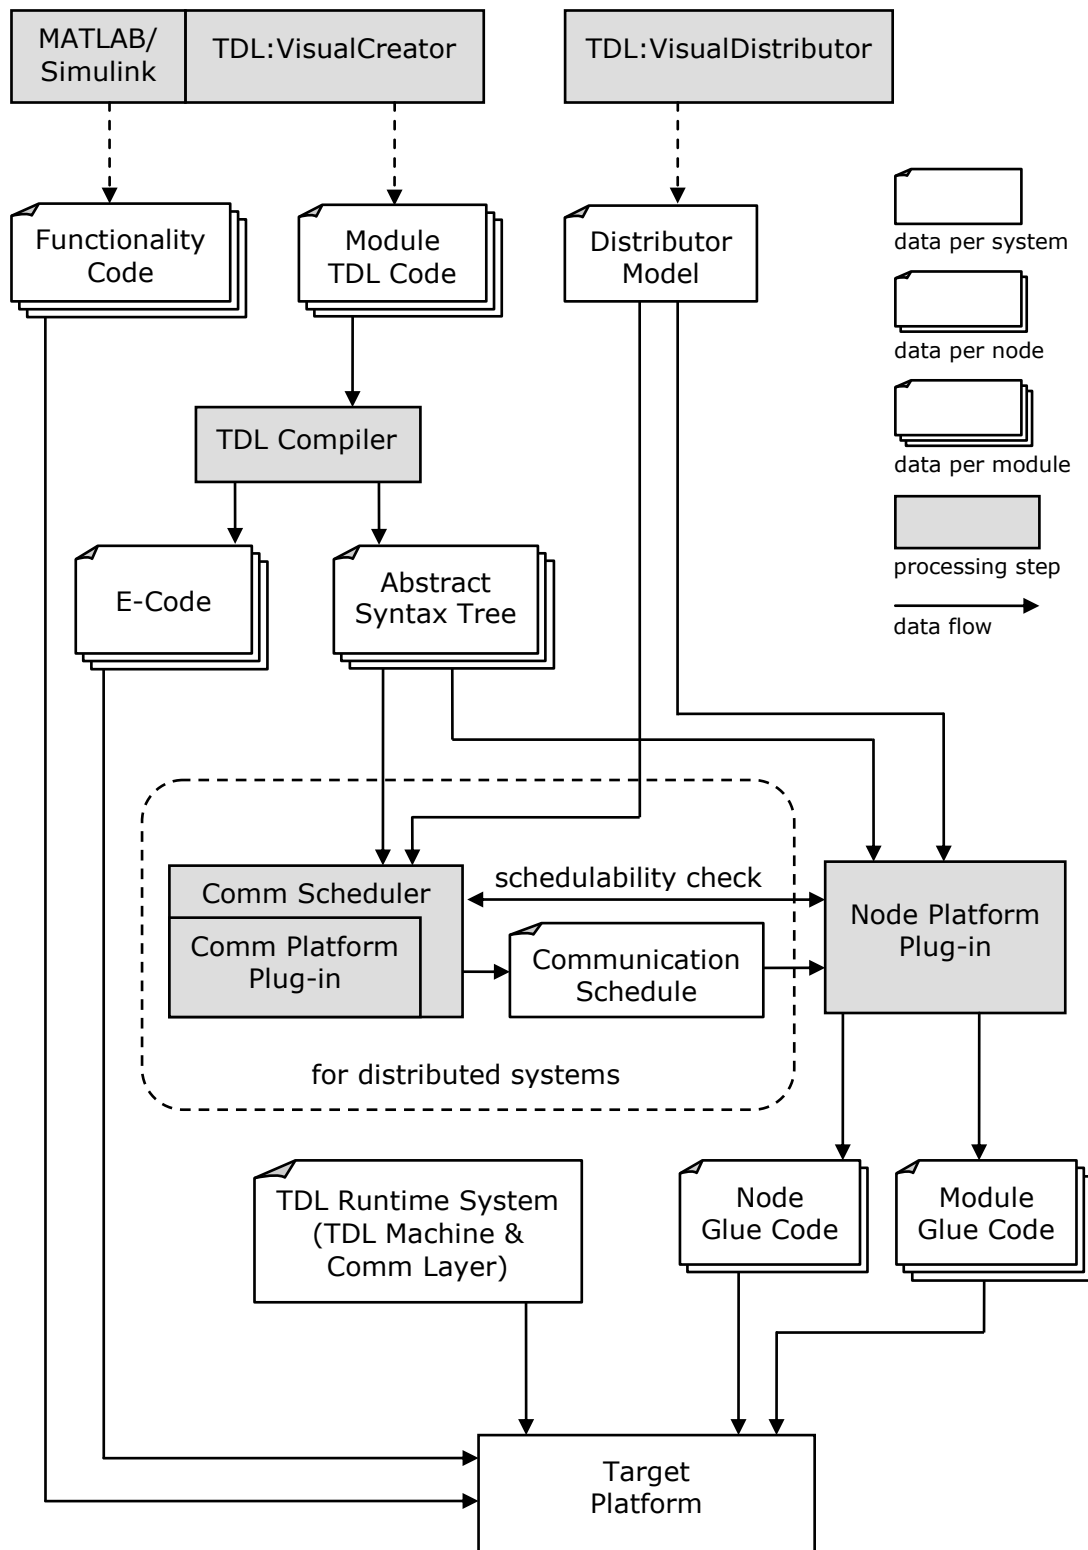 MATLAB/
Simulink
TDL:VisualCreator
TDL:VisualDistributor
Functionality
Code
Module
TDL Code
Distributor
Model
data per system
data per node
data per module
processing step
data flow
TDL Compiler
E-Code
Abstract
Syntax Tree
Comm Scheduler
Comm Platform
Plug-in
schedulability check
Communication
Schedule
Node Platform
Plug-in
for distributed systems
TDL Runtime System
(TDL Machine &
Comm Layer)
Node
Glue Code
Module
Glue Code
Target
Platform